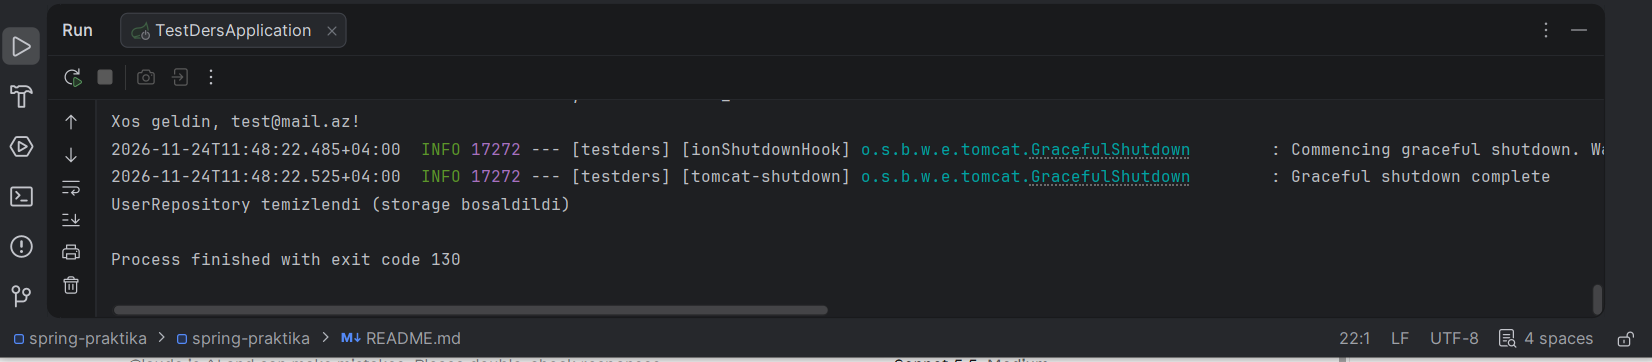 Run TestDersApplication
Xos geldin, test@mail.az!
2026-11-24T11:48:22.485+04:00 INFO 17272 --- [testders] [ionShutdownHook] o.s.b.w.e.tomcat.GracefulShutdown : Commencing graceful shutdown. Wa
2026-11-24T11:48:22.525+04:00 INFO 17272 --- [testders] [tomcat-shutdown] o.s.b.w.e.tomcat.GracefulShutdown : Graceful shutdown complete
UserRepository temizlendi (storage bosaldildi)
Process finished with exit code 130
spring-praktika > spring-praktika > M↓ README.md 22:1 LF UTF-8 4 spaces